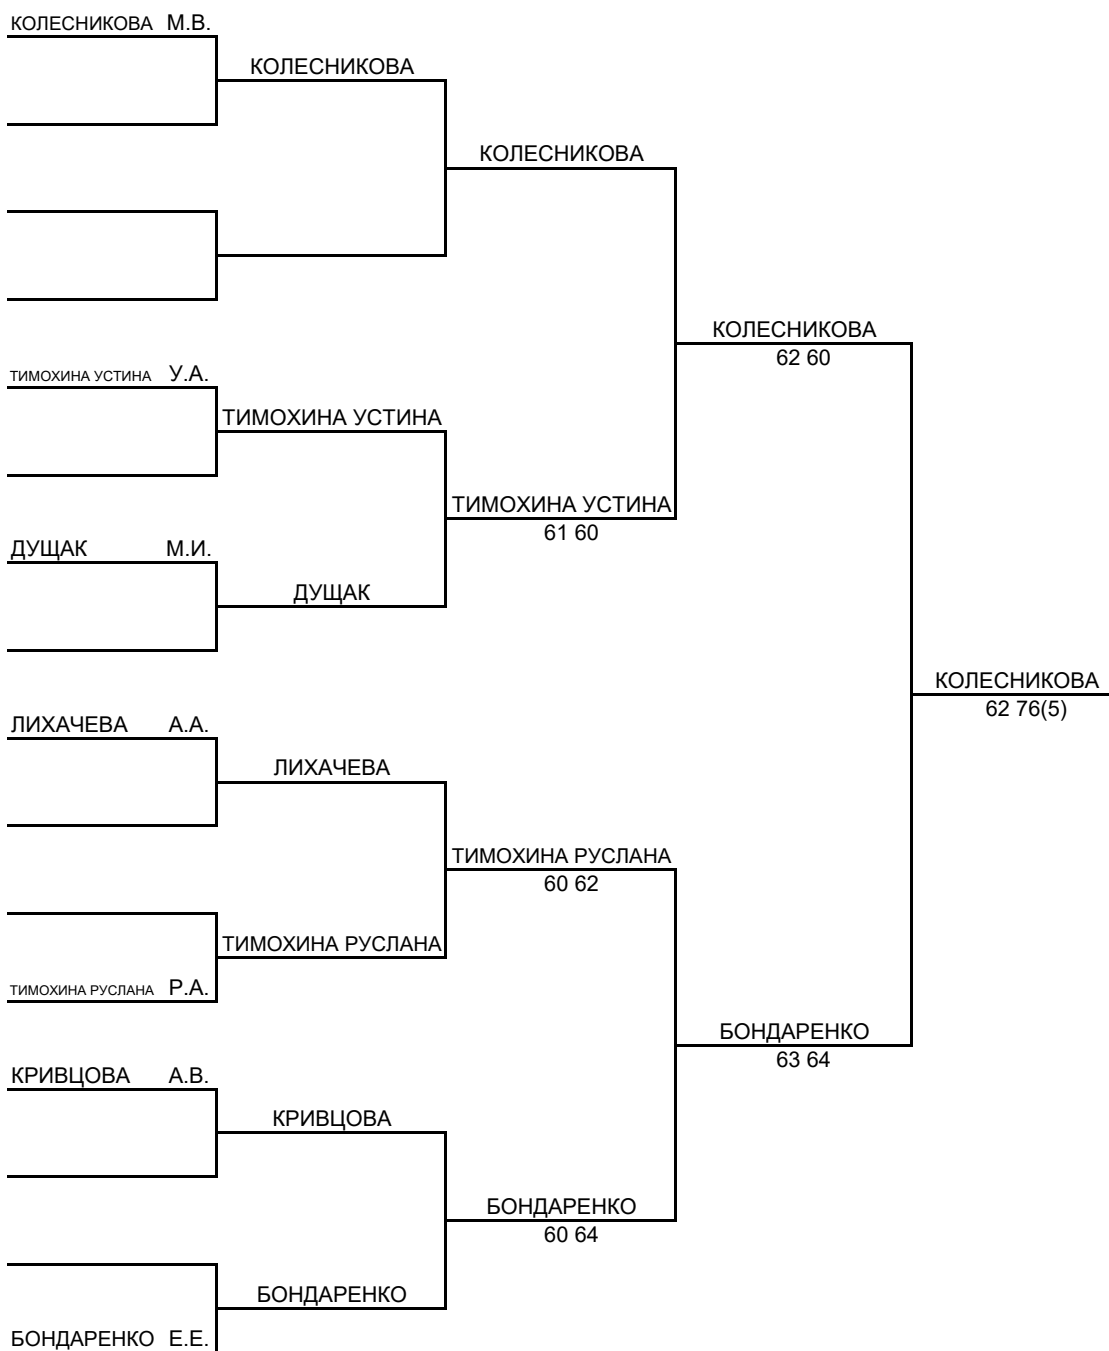 КОЛЕСНИКОВА М.В.
КОЛЕСНИКОВА
КОЛЕСНИКОВА
КОЛЕСНИКОВА
62 60
ТИМОХИНА УСТИНА У.А.
ТИМОХИНА УСТИНА
ТИМОХИНА УСТИНА
61 60
ДУЩАК М.И.
ДУЩАК
КОЛЕСНИКОВА
62 76(5)
ЛИХАЧЕВА А.А.
ЛИХАЧЕВА
ТИМОХИНА РУСЛАНА
60 62
ТИМОХИНА РУСЛАНА
ТИМОХИНА РУСЛАНА Р.А.
БОНДАРЕНКО
63 64
КРИВЦОВА А.В.
КРИВЦОВА
БОНДАРЕНКО
60 64
БОНДАРЕНКО
БОНДАРЕНКО Е.Е.